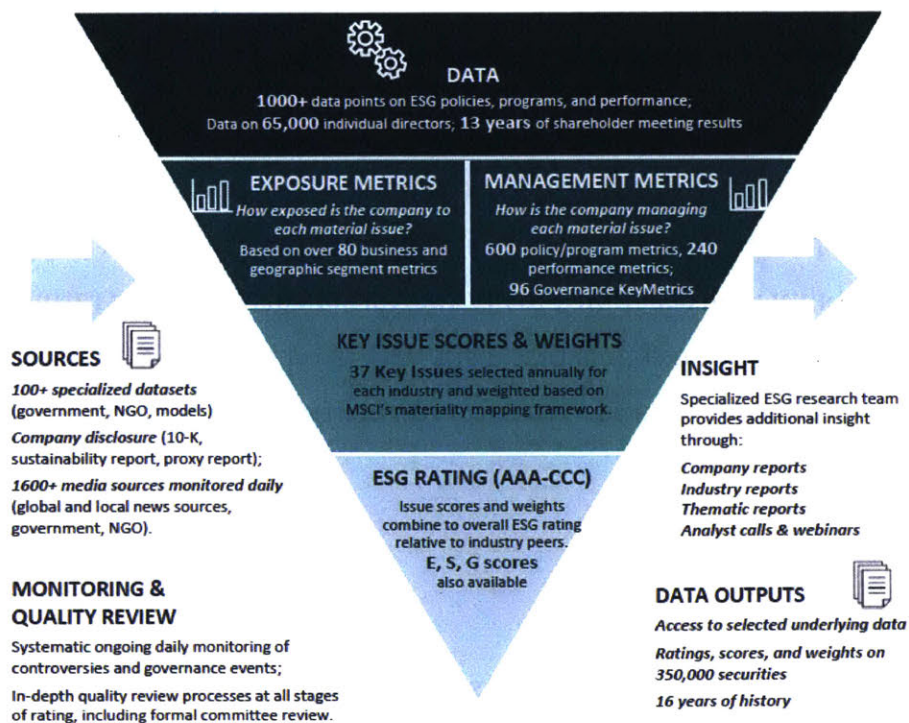 DATA
1000+ data points on ESG policies, programs, and performance;
Data on 65,000 individual directors; 13 years of shareholder meeting results
EXPOSURE METRICS
How exposed is the company to
each material issue?
Based on over 80 business and
geographic segment metrics
MANAGEMENT METRICS
How is the company managing
each material issue?
600 policy/program metrics, 240
performance metrics;
96 Governance KeyMetrics
KEY ISSUE SCORES & WEIGHTS
37 Key Issues selected annually for
each industry and weighted based on
MSCI's materiality mapping framework.
ESG RATING (AAA-CCC)
Issue scores and weights
combine to overall ESG rating
relative to industry peers.
E, S, G scores
also available
SOURCES
100+ specialized datasets
(government, NGO, models)
Company disclosure (10-K,
sustainability report, proxy report);
1600+ media sources monitored daily
(global and local news sources,
government, NGO).
MONITORING &
QUALITY REVIEW
Systematic ongoing daily monitoring of
controversies and governance events;
In-depth quality review processes at all stages
of rating, including formal committee review.
INSIGHT
Specialized ESG research team
provides additional insight
through:
Company reports
Industry reports
Thematic reports
Analyst calls & webinars
DATA OUTPUTS
Access to selected underlying data
Ratings, scores, and weights on
350,000 securities
16 years of history